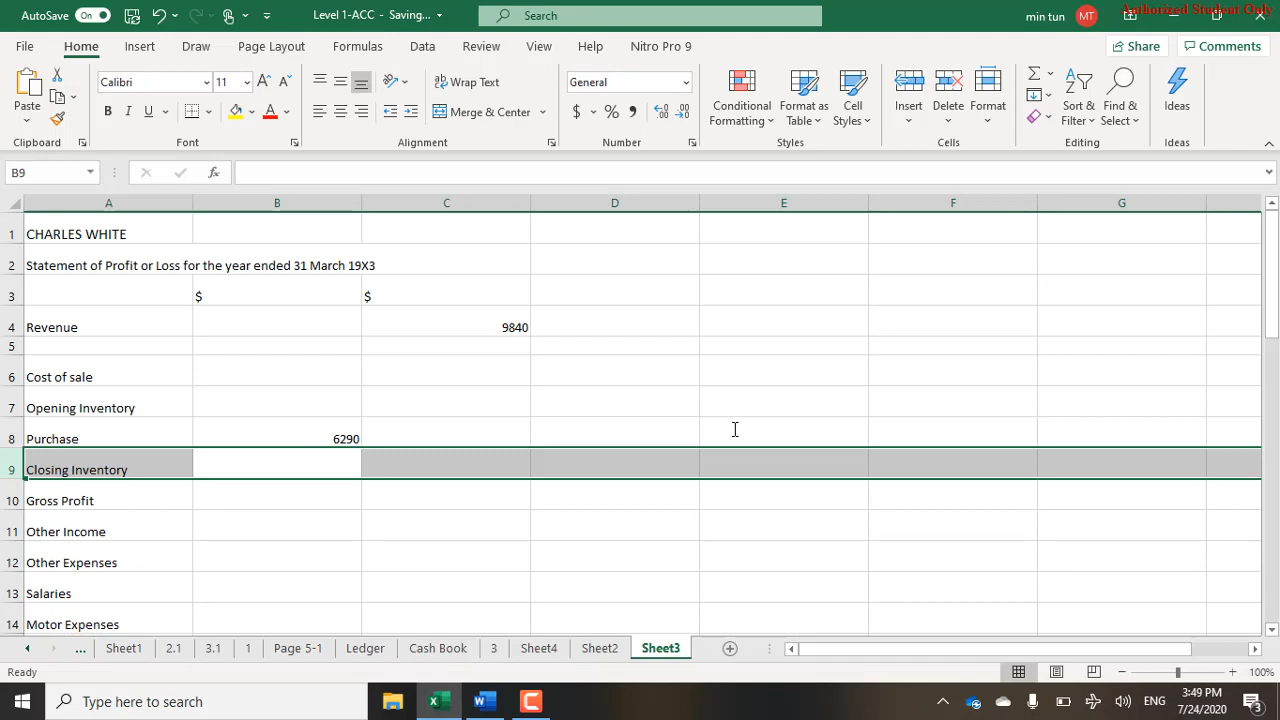 AutoSave On Level 1-ACC - Saving... Search min tun MT Authorized Student Only
File Home Insert Draw Page Layout Formulas Data Review View Help Nitro Pro 9 Share Comments
Calibri 11 Wrap Text General
Paste Conditional Format as Cell Insert Delete Format Sort & Find & Ideas
B I U Merge & Center $ % Formatting Table Styles Filter Select
Clipboard Font Alignment Number Styles Cells Editing Ideas
B9 fx
A B C D E F G
1 CHARLES WHITE
2 Statement of Profit or Loss for the year ended 31 March 19X3
3 $ $
4 Revenue 9840
5
6 Cost of sale
7 Opening Inventory
8 Purchase 6290
9 Closing Inventory
10 Gross Profit
11 Other Income
12 Other Expenses
13 Salaries
14 Motor Expenses
... Sheet1 2.1 3.1 1 Page 5-1 Ledger Cash Book 3 Sheet4 Sheet2 Sheet3
Ready 100%
Type here to search ENG 3:49 PM
7/24/2020 3